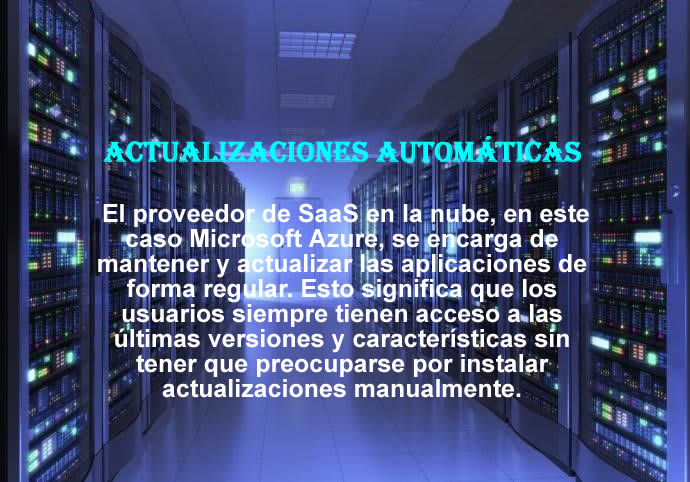 ACTUALIZACIONES AUTOMÁTICAS
El proveedor de SaaS en la nube, en este
caso Microsoft Azure, se encarga de
mantener y actualizar las aplicaciones de
forma regular. Esto significa que los
usuarios siempre tienen acceso a las
últimas versiones y características sin
tener que preocuparse por instalar
actualizaciones manualmente.